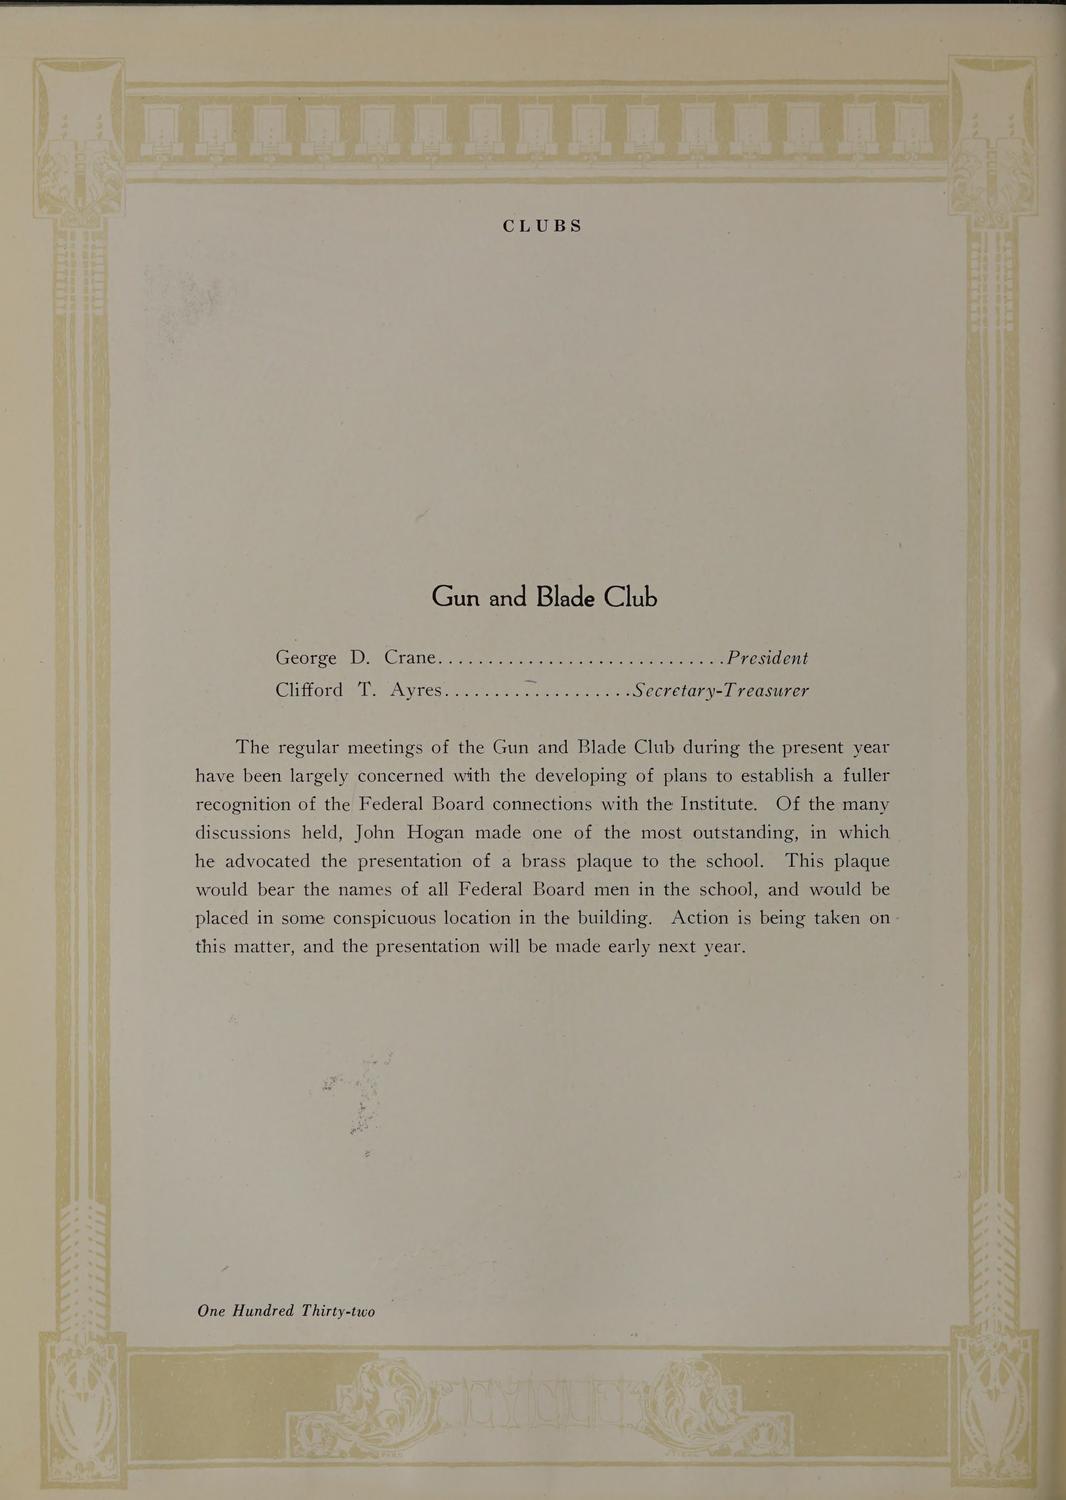 CLUBS
Gun and Blade Club
George D. Crane.............................President
Clifford T. Ayres...................Secretary-Treasurer
The regular meetings of the Gun and Blade Club during the present year
have been largely concerned with the developing of plans to establish a fuller
recognition of the Federal Board connections with the Institute. Of the many
discussions held, John Hogan made one of the most outstanding, in which
he advocated the presentation of a brass plaque to the school. This plaque
would bear the names of all Federal Board men in the school, and would be
placed in some conspicuous location in the building. Action is being taken on
this matter, and the presentation will be made early next year.
One Hundred Thirty-two